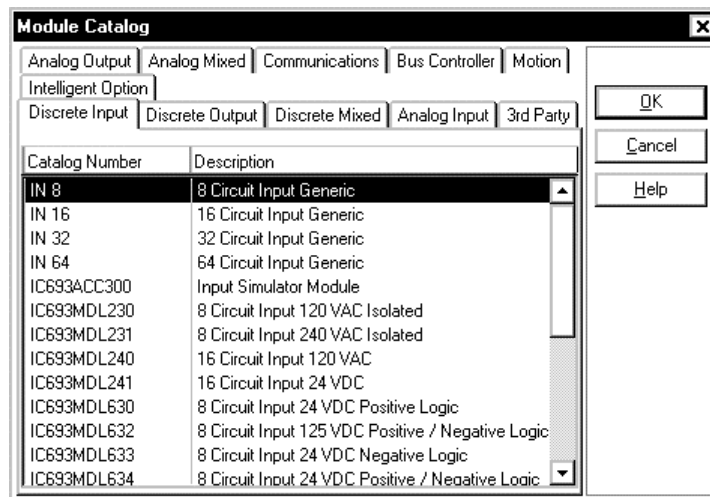 Module Catalog
Analog Output Analog Mixed Communications Bus Controller Motion
Intelligent Option
Discrete Input Discrete Output Discrete Mixed Analog Input 3rd Party
OK
Cancel
Help
Catalog Number Description
IN 8 8 Circuit Input Generic
IN 16 16 Circuit Input Generic
IN 32 32 Circuit Input Generic
IN 64 64 Circuit Input Generic
IC693ACC300 Input Simulator Module
IC693MDL230 8 Circuit Input 120 VAC Isolated
IC693MDL231 8 Circuit Input 240 VAC Isolated
IC693MDL240 16 Circuit Input 120 VAC
IC693MDL241 16 Circuit Input 24 VDC
IC693MDL630 8 Circuit Input 24 VDC Positive Logic
IC693MDL632 8 Circuit Input 125 VDC Positive / Negative Logic
IC693MDL633 8 Circuit Input 24 VDC Negative Logic
IC693MDL634 8 Circuit Input 24 VDC Positive / Negative Logic